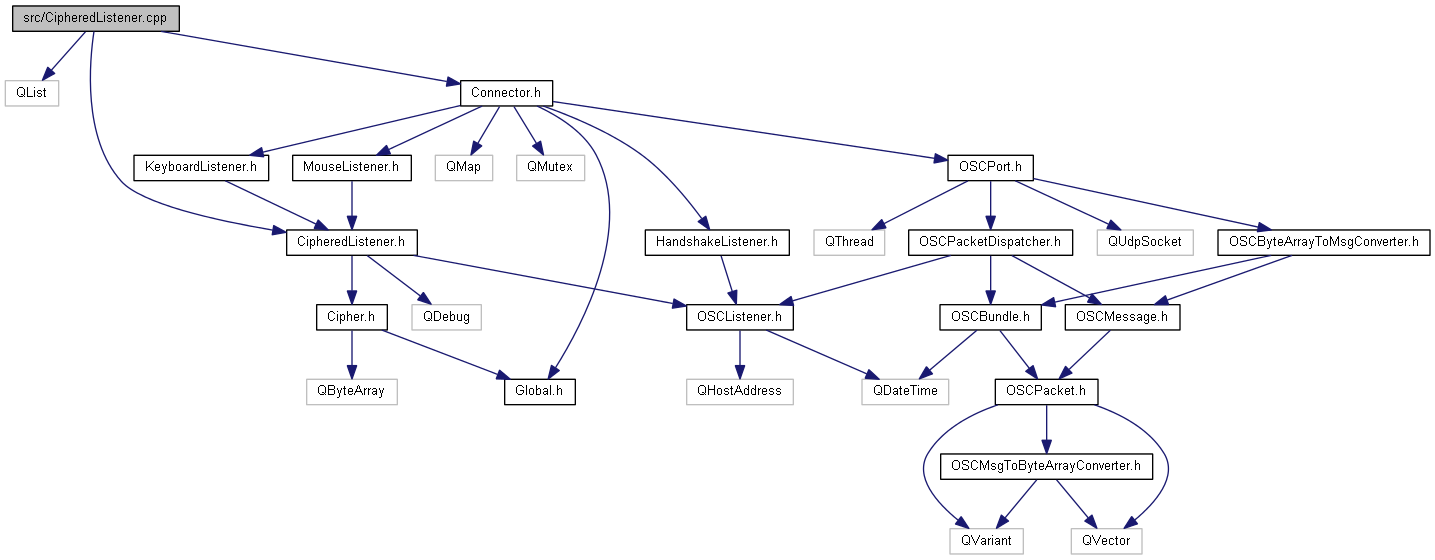 src/CipheredListener.cpp
QList
Connector.h
KeyboardListener.h
MouseListener.h
QMap
QMutex
OSCPort.h
CipheredListener.h
HandshakeListener.h
QThread
OSCPacketDispatcher.h
QUdpSocket
OSCByteArrayToMsgConverter.h
Cipher.h
QDebug
OSCListener.h
OSCBundle.h
OSCMessage.h
QByteArray
Global.h
QHostAddress
QDateTime
OSCPacket.h
OSCMsgToByteArrayConverter.h
QVariant
QVector